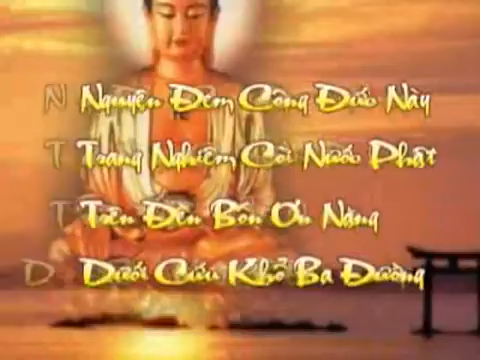 N Nguyện Đem Công Đức Này
T Trang Nghiêm Cõi Nước Phật
T Trên Đền Bốn Ơn Nặng
D Dưới Cứu Khổ Ba Đường